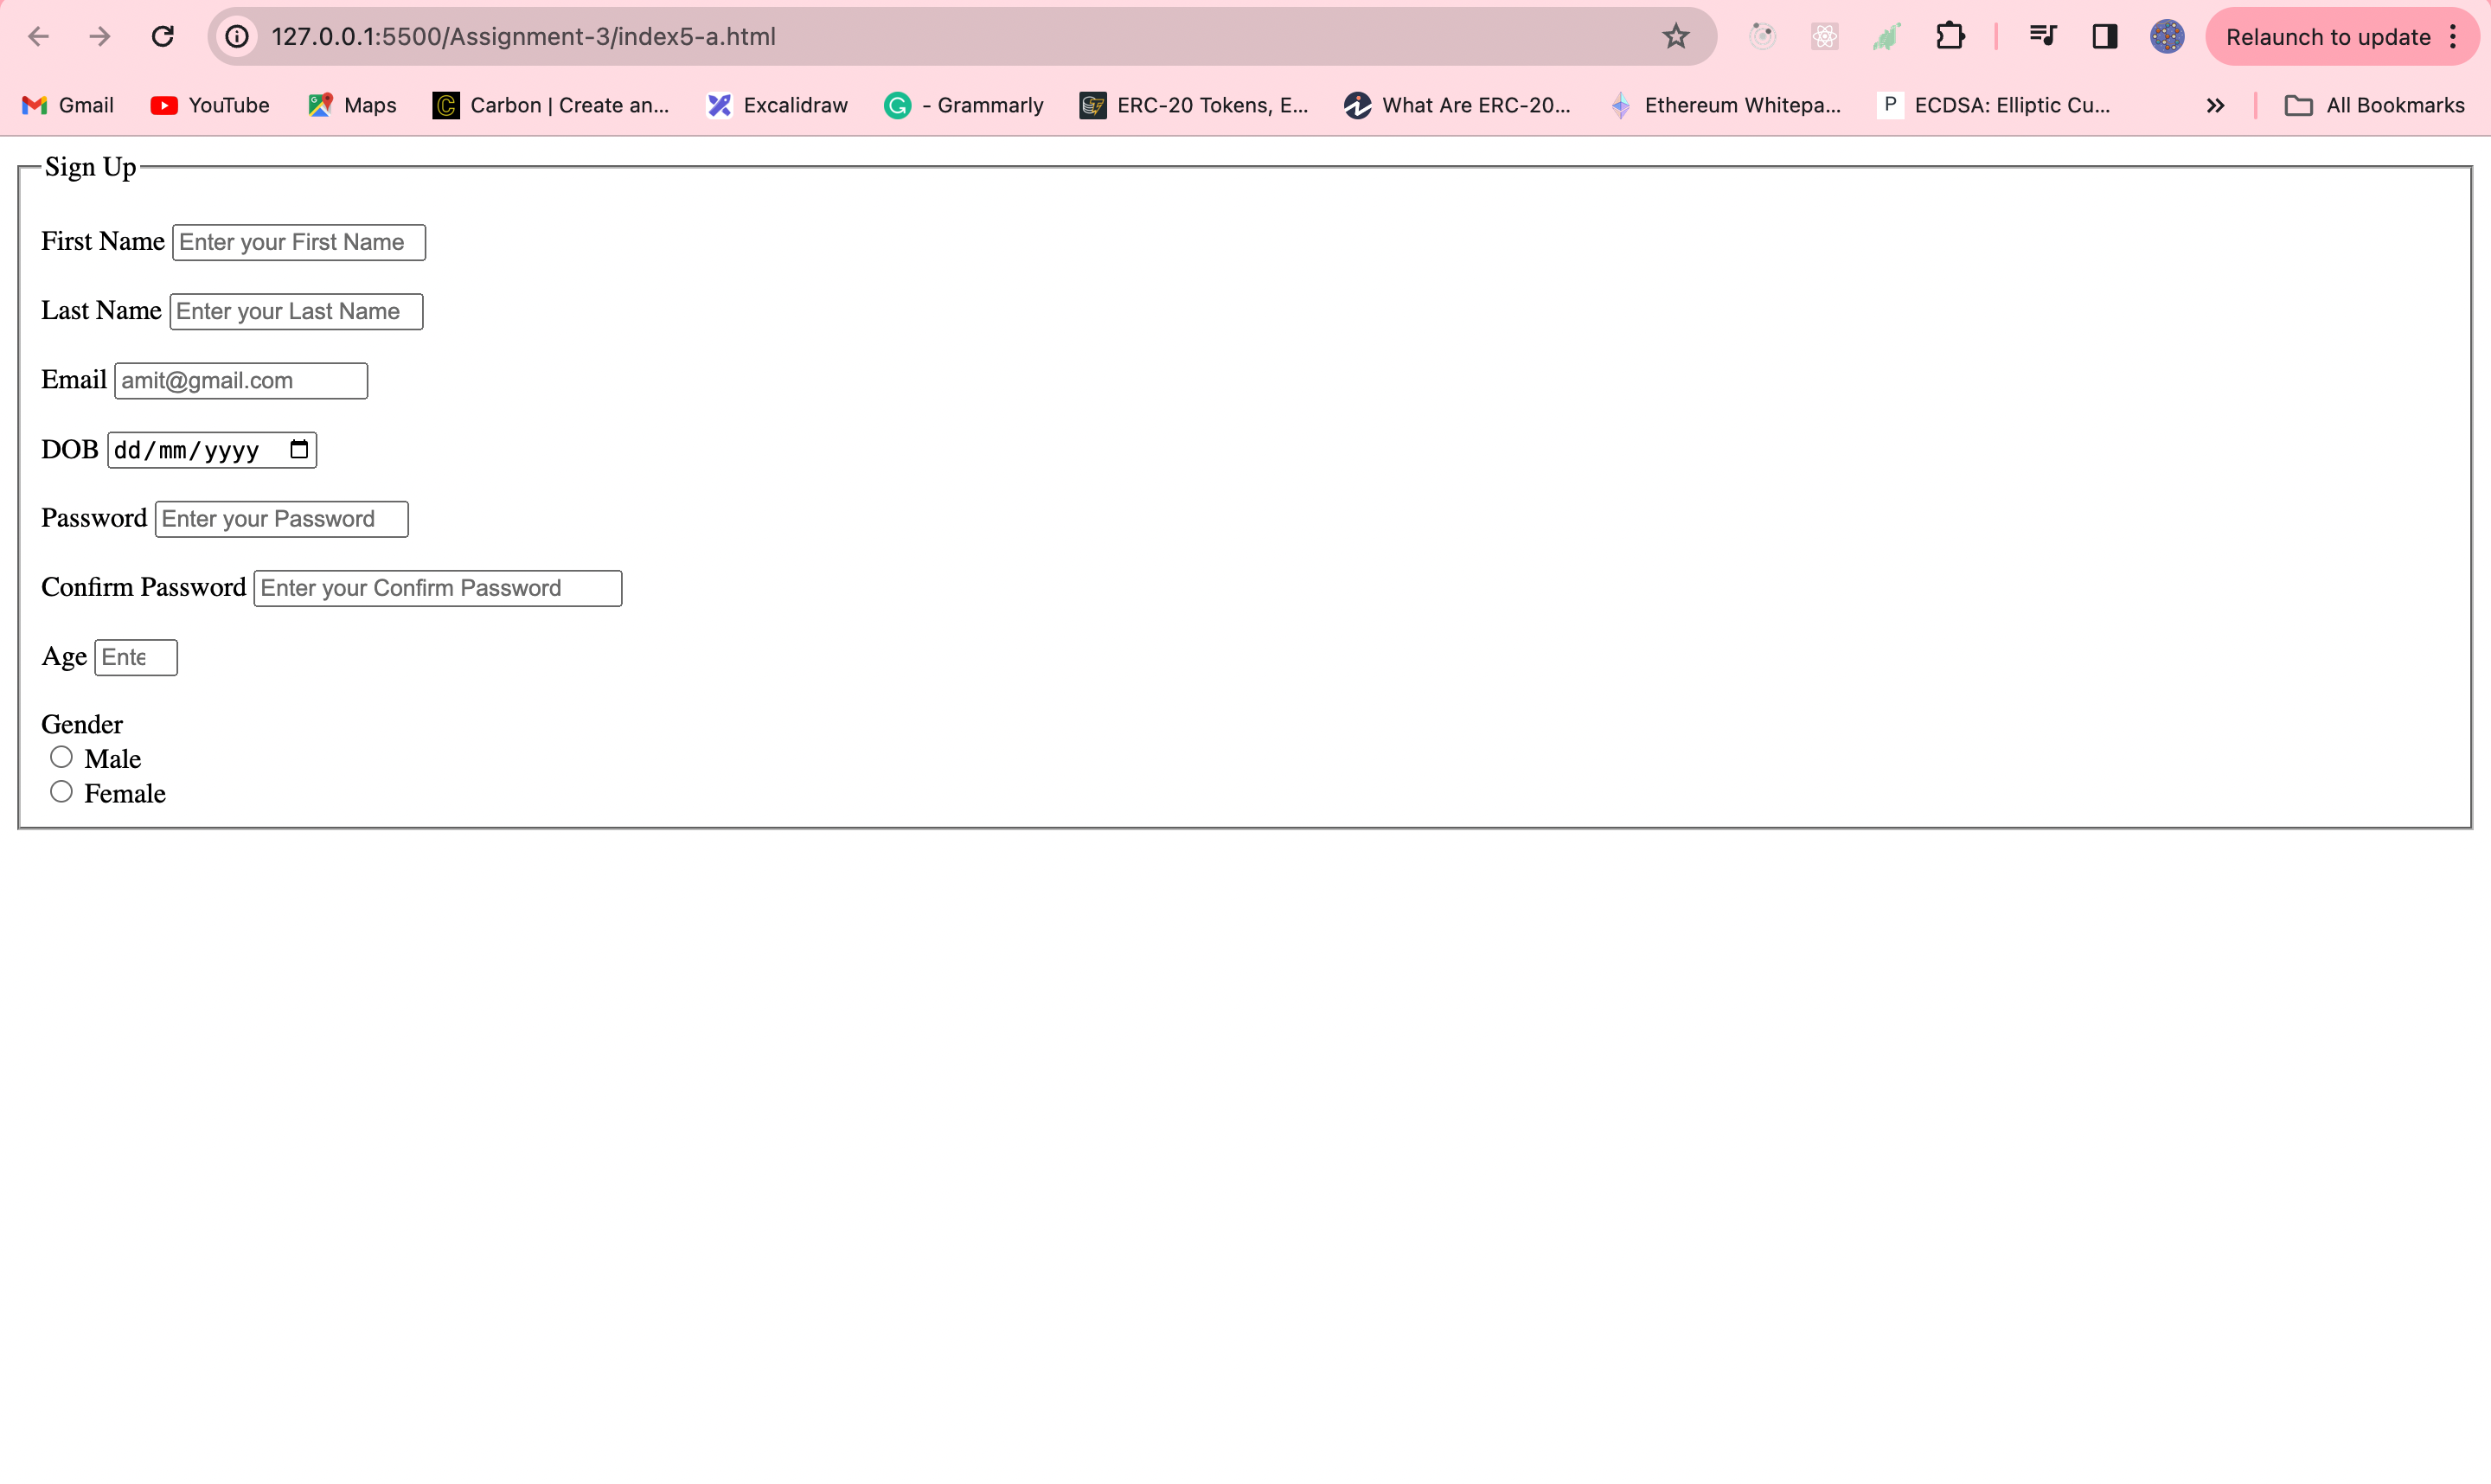 127.0.0.1:5500/Assignment-3/index5-a.html
Relaunch to update
Gmail YouTube Maps Carbon | Create an... Excalidraw - Grammarly ERC-20 Tokens, E... What Are ERC-20... Ethereum Whitepa... P ECDSA: Elliptic Cu... » All Bookmarks
Sign Up
First Name Enter your First Name
Last Name Enter your Last Name
Email amit@gmail.com
DOB dd/mm/yyyy
Password Enter your Password
Confirm Password Enter your Confirm Password
Age Ente
Gender
Male
Female